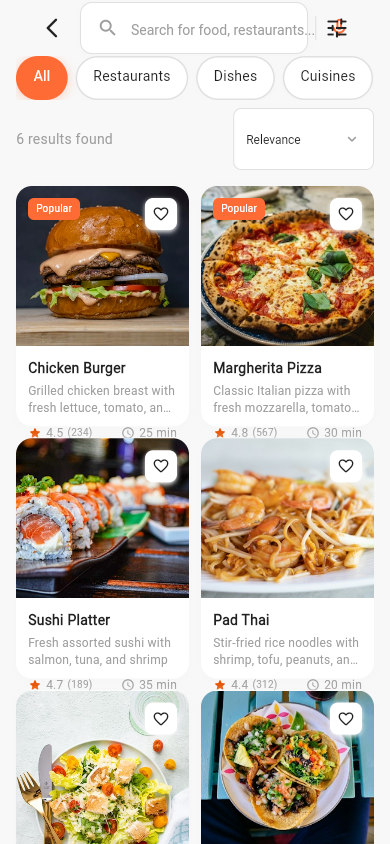 Search for food, restaurants...
All
Restaurants
Dishes
Cuisines
6 results found
Relevance
Popular
Popular
Chicken Burger
Grilled chicken breast with
fresh lettuce, tomato, an...
4.5 (234)
25 min
Margherita Pizza
Classic Italian pizza with
fresh mozzarella, tomato...
4.8 (567)
30 min
Sushi Platter
Fresh assorted sushi with
salmon, tuna, and shrimp
4.7 (189)
35 min
Pad Thai
Stir-fried rice noodles with
shrimp, tofu, peanuts, an...
4.4 (312)
20 min